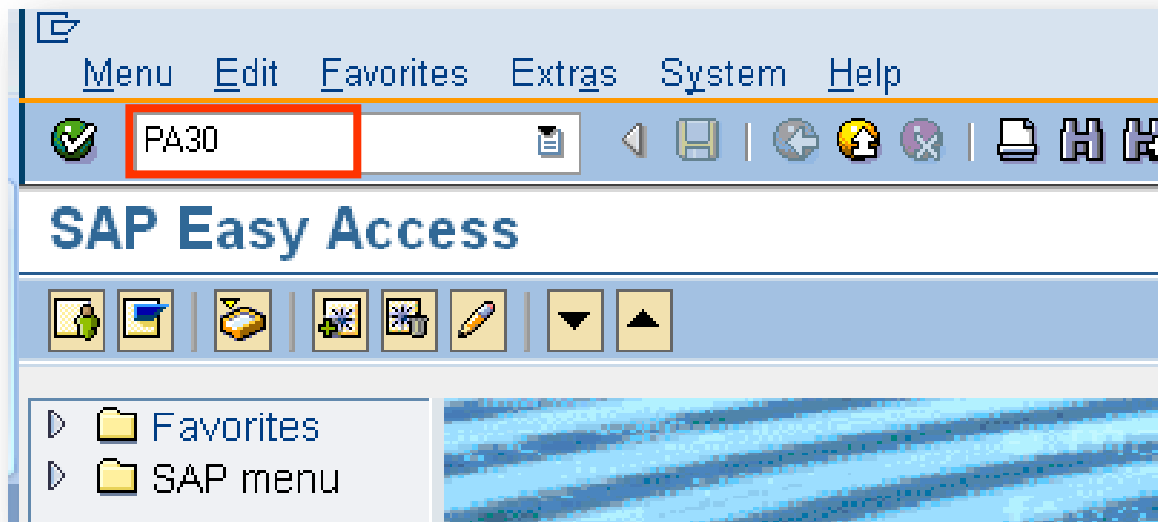 Menu Edit Favorites Extras System Help
PA30
SAP Easy Access
Favorites
SAP menu